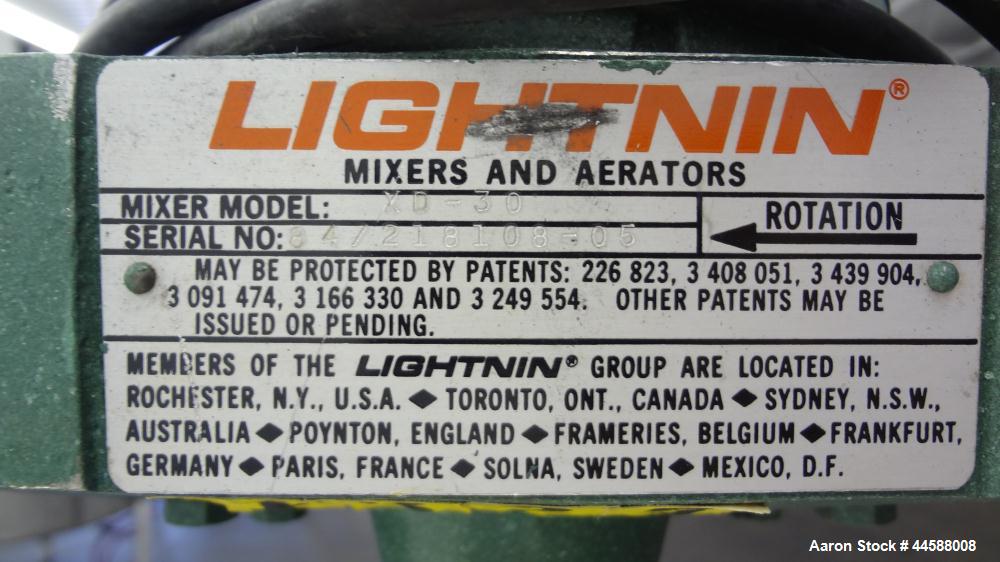 LIGHTNIN®
MIXERS AND AERATORS
MIXER MODEL: XD-30
ROTATION
SERIAL NO: 84/218108-05
MAY BE PROTECTED BY PATENTS: 226 823, 3 408 051, 3 439 904,
3 091 474, 3 166 330 AND 3 249 554. OTHER PATENTS MAY BE
ISSUED OR PENDING.
MEMBERS OF THE LIGHTNIN® GROUP ARE LOCATED IN:
ROCHESTER, N.Y., U.S.A. ◆ TORONTO, ONT., CANADA ◆ SYDNEY, N.S.W.,
AUSTRALIA ◆ POYNTON, ENGLAND ◆ FRAMERIES, BELGIUM ◆ FRANKFURT,
GERMANY ◆ PARIS, FRANCE ◆ SOLNA, SWEDEN ◆ MEXICO, D.F.
Aaron Stock # 44588008